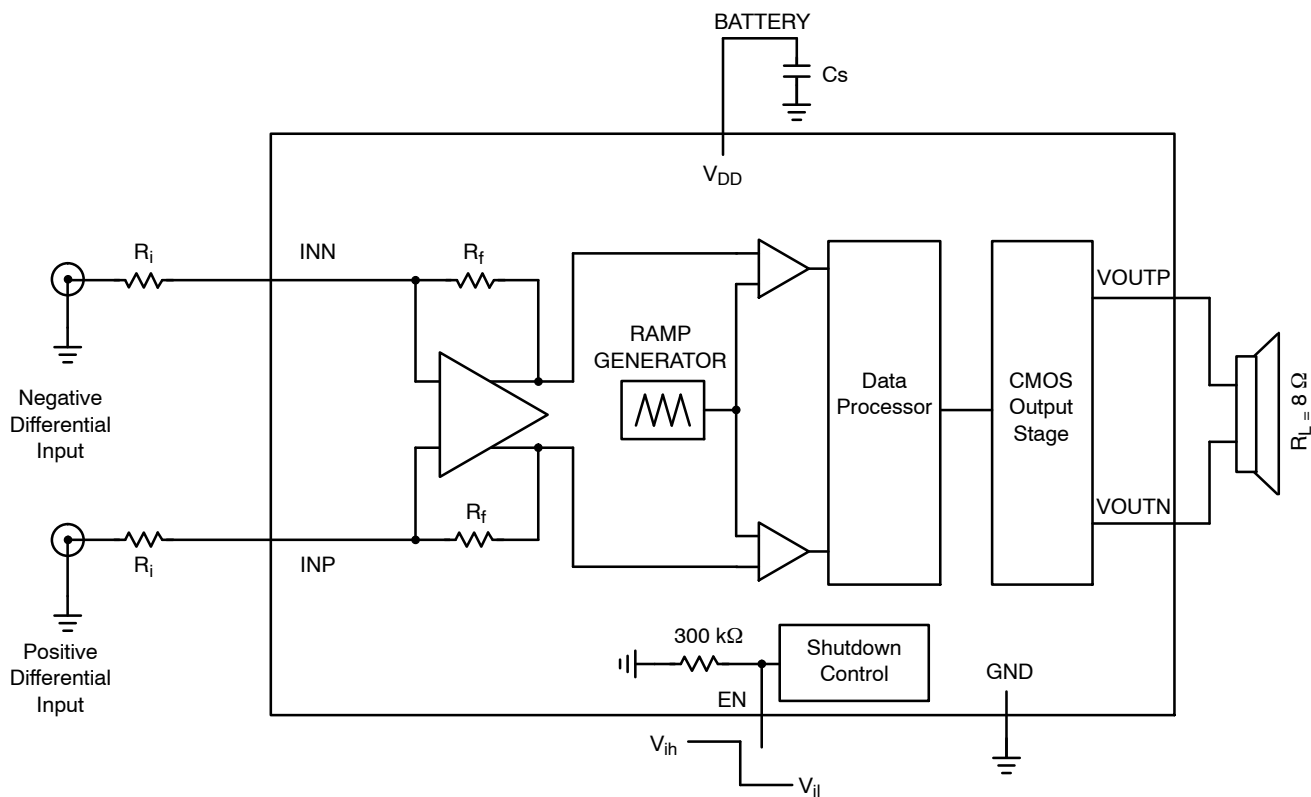 BATTERY
Cs
VDD
Ri
INN
Rf
Negative
Differential
Input
RAMP
GENERATOR
Data
Processor
CMOS
Output
Stage
VOUTP
RL = 8 Ω
VOUTN
Rf
Ri
INP
Positive
Differential
Input
300 kΩ
Shutdown
Control
EN
GND
Vih
Vil